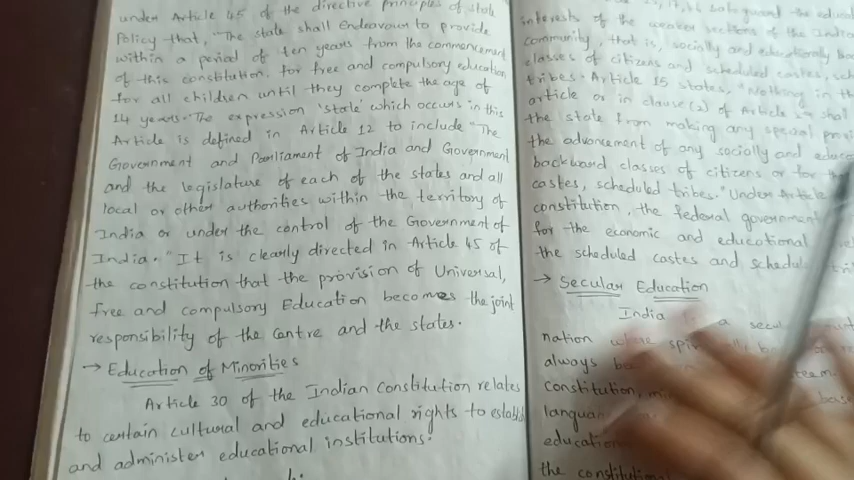 under Article 45 of the directive principles of state
Policy that, "The state shall Endeavour to provide
within a period of ten years from the commencement
of this constitution, for free and compulsory education
for all children until they complete the age of
14 years." The expression 'state' which occurs in this
Article is defined in Article 12 to include "The
Government and Parliament of India and Government
and the legislature of each of the states and all
local or other authorities within the territory of
India or under the control of the Government of
India." It is clearly directed in Article 45 of
the constitution that the provision of Universal,
free and compulsory Education becomes the joint
responsibility of the centre and the states.
→ Education of Minorities
Article 30 of the Indian Constitution relates
to certain cultural and educational rights to establish
and administer educational institutions.
safeguard the
interests of the weaker sections of the
community, that is, socially and educationally
classes of citizens and scheduled castes,
tribes. Article 15 states, "Nothing in
article or in clause (2) of Article
the state from making any special
the advancement of any socially and
backward classes of citizens or for the
castes, scheduled tribes." Under Article
constitution, the federal government
for the economic and educational
the scheduled castes and
→ Secular Education
India a
nation
always
constitution,
education
the